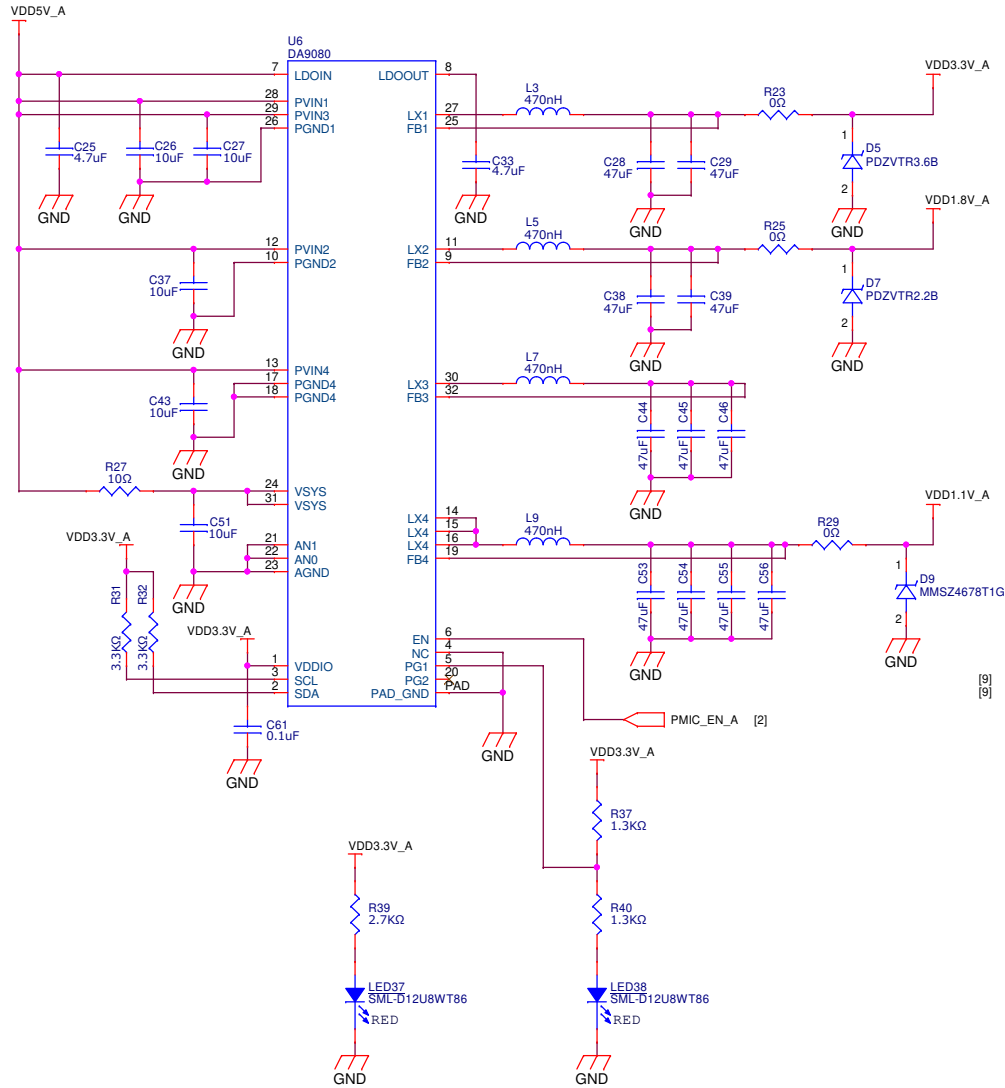 VDD5V_A
U6
DA9080
7 LDOIN
LDOOUT 8
28 PVIN1
29 PVIN3
26 PGND1
LX1 27
FB1 25
L3
470nH
R23
0Ω
VDD3.3V_A
C25
4.7uF
C26
10uF
C27
10uF
C33
4.7uF
C28
47uF
C29
47uF
1
D5
PDZVTR3.6B
2
GND
GND
GND
GND
GND
12 PVIN2
10 PGND2
LX2 11
FB2 9
L5
470nH
R25
0Ω
VDD1.8V_A
C37
10uF
C38
47uF
C39
47uF
1
D7
PDZVTR2.2B
2
GND
GND
GND
13 PVIN4
17 PGND4
18 PGND4
LX3 30
FB3 32
L7
470nH
C43
10uF
C44
47uF
C45
47uF
C46
47uF
GND
GND
R27
10Ω
24 VSYS
31 VSYS
C51
10uF
21 AN1
22 AN0
23 AGND
LX4 14
LX4 15
LX4 16
FB4 19
L9
470nH
R29
0Ω
VDD1.1V_A
C53
47uF
C54
47uF
C55
47uF
C56
47uF
1
D9
MMSZ4678T1G
2
GND
GND
GND
VDD3.3V_A
R31
3.3KΩ
R32
3.3KΩ
VDD3.3V_A
1 VDDIO
3 SCL
2 SDA
EN 6
NC 4
PG1 5
PG2 20
PAD_GND PAD
C61
0.1uF
GND
GND
PMIC_EN_A [2]
[9]
[9]
VDD3.3V_A
R37
1.3KΩ
VDD3.3V_A
R39
2.7KΩ
R40
1.3KΩ
LED37
SML-D12U8WT86
RED
LED38
SML-D12U8WT86
RED
GND
GND